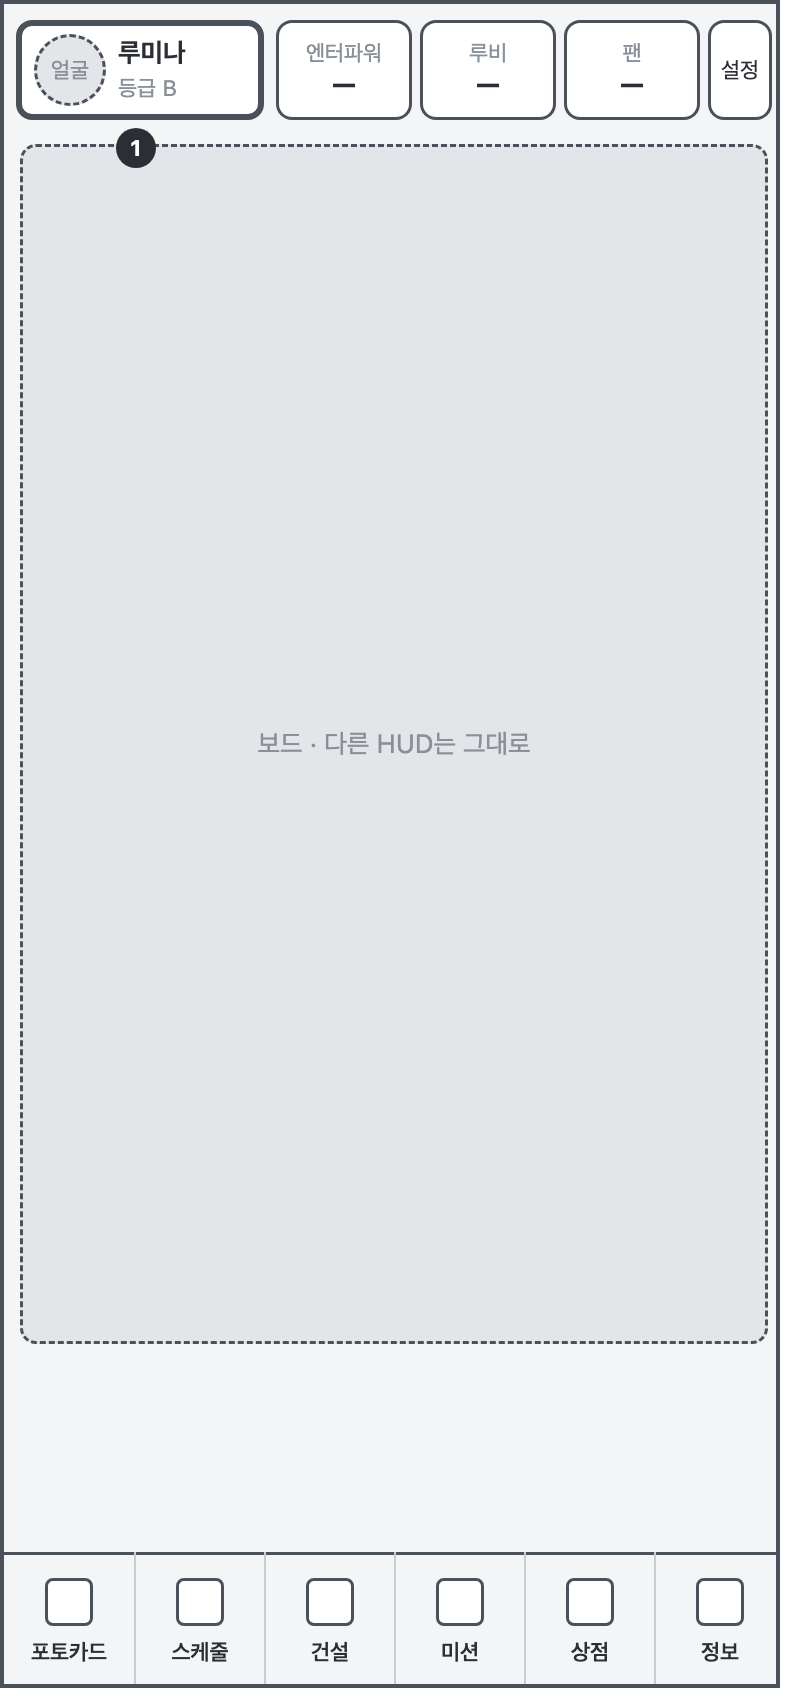 얼굴
루미나
등급 B
엔터파워
—
루비
—
팬
—
설정
1
보드 · 다른 HUD는 그대로
포토카드
스케줄
건설
미션
상점
정보